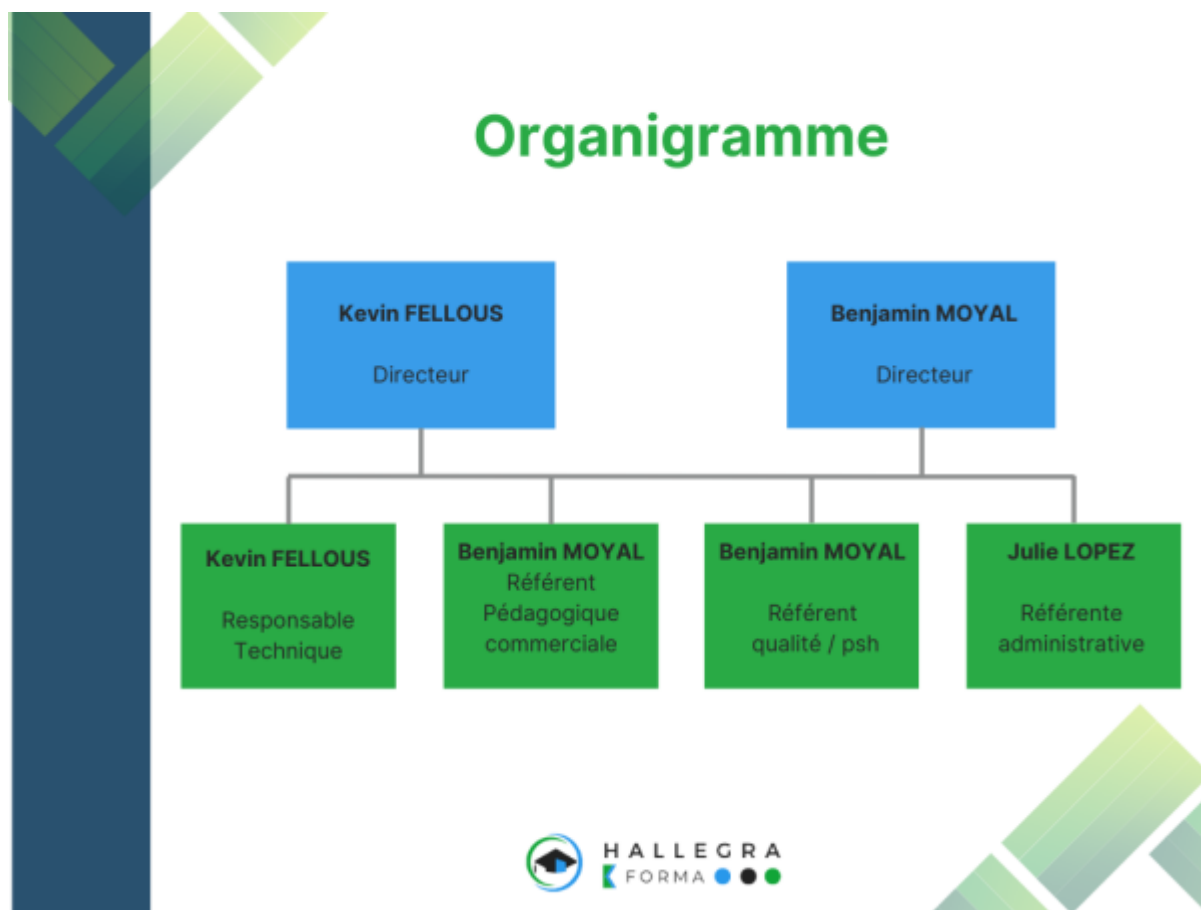 Organigramme
Kevin FELLOUS
Directeur
Benjamin MOYAL
Directeur
Kevin FELLOUS
Responsable
Technique
Benjamin MOYAL
Référent
Pédagogique
commerciale
Benjamin MOYAL
Référent
qualité / psh
Julie LOPEZ
Référente
administrative
HALLEGRA
FORMA